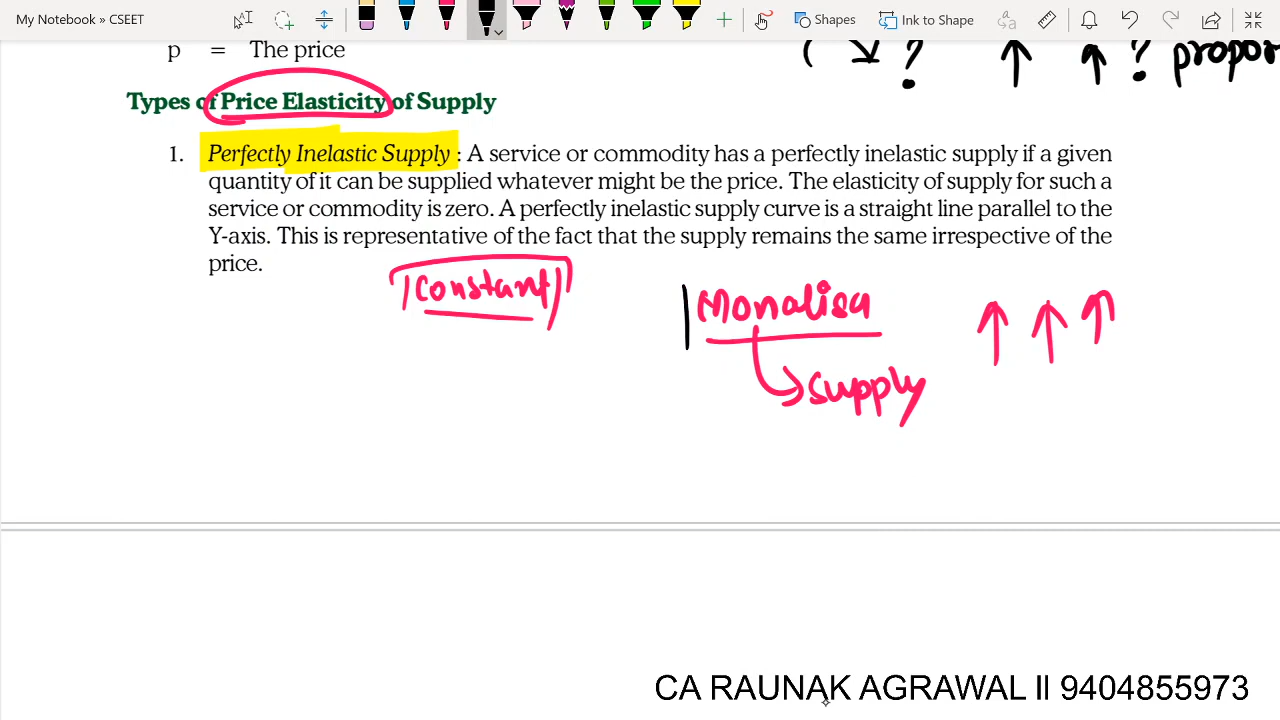 My Notebook » CSEET
Shapes
Ink to Shape
p = The price
? ? propor
Types of Price Elasticity of Supply
1. Perfectly Inelastic Supply : A service or commodity has a perfectly inelastic supply if a given
quantity of it can be supplied whatever might be the price. The elasticity of supply for such a
service or commodity is zero. A perfectly inelastic supply curve is a straight line parallel to the
Y-axis. This is representative of the fact that the supply remains the same irrespective of the
price.
Constant
Monalisa
Supply
CA RAUNAK AGRAWAL II 9404855973